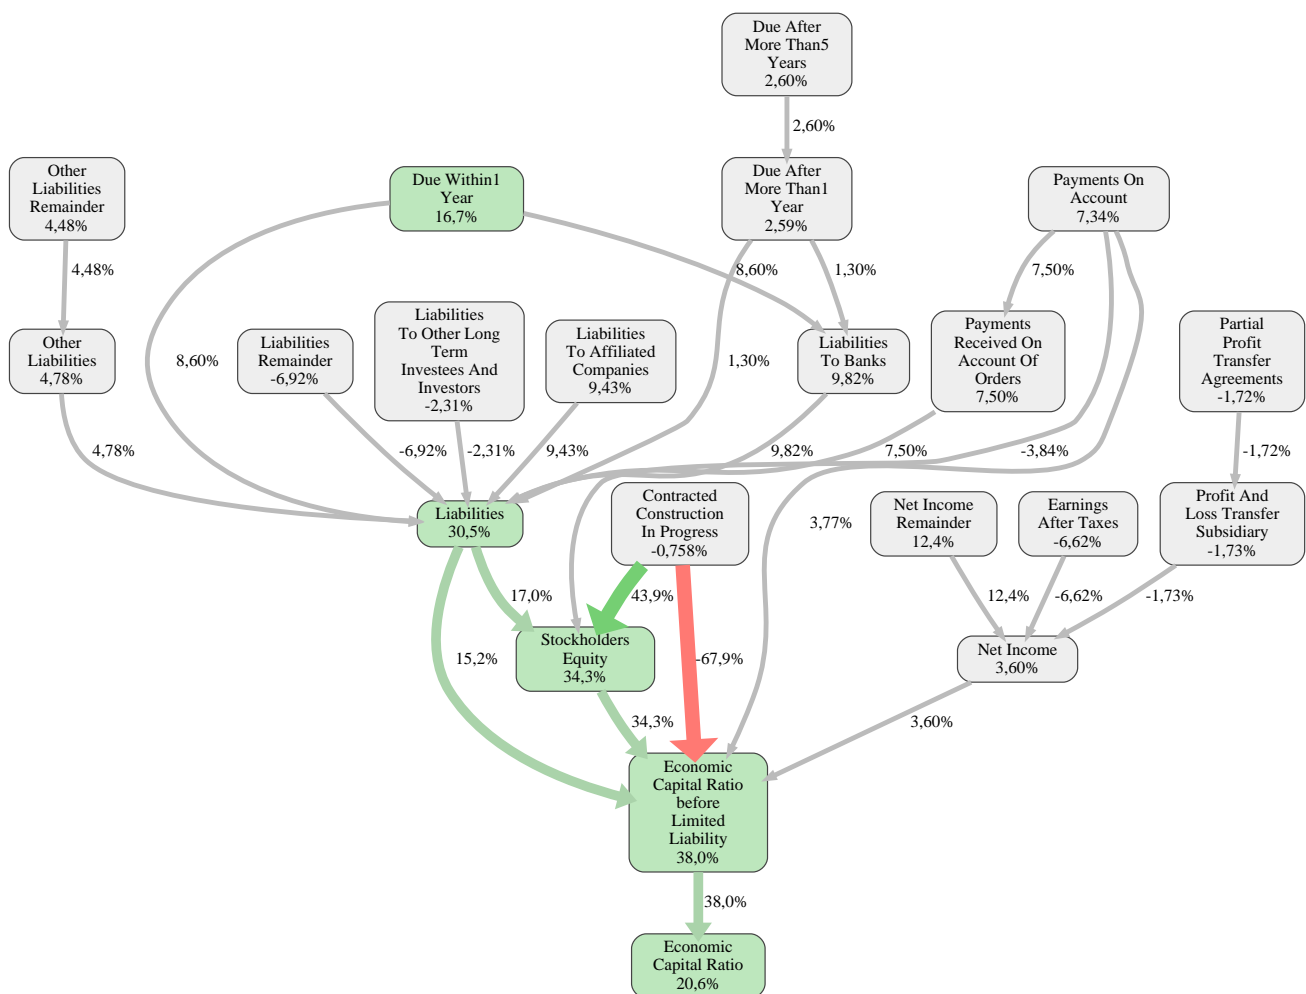 Due After
More Than5
Years
2,60%
2,60%
Other
Liabilities
Remainder
4,48%
Due Within1
Year
16,7%
Due After
More Than1
Year
2,59%
Payments On
Account
7,34%
4,48%
8,60%
1,30%
7,50%
Other
Liabilities
4,78%
8,60%
Liabilities
Remainder
-6,92%
Liabilities
To Other Long
Term
Investees And
Investors
-2,31%
Liabilities
To Affiliated
Companies
9,43%
1,30%
Liabilities
To Banks
9,82%
Payments
Received On
Account Of
Orders
7,50%
Partial
Profit
Transfer
Agreements
-1,72%
4,78%
-6,92%
-2,31%
9,43%
9,82%
7,50%
-3,84%
-1,72%
Liabilities
30,5%
Contracted
Construction
In Progress
-0,758%
3,77%
Net Income
Remainder
12,4%
Earnings
After Taxes
-6,62%
Profit And
Loss Transfer
Subsidiary
-1,73%
17,0%
43,9%
12,4%
-6,62%
-1,73%
15,2%
Stockholders
Equity
34,3%
-67,9%
Net Income
3,60%
34,3%
3,60%
Economic
Capital Ratio
before
Limited
Liability
38,0%
38,0%
Economic
Capital Ratio
20,6%